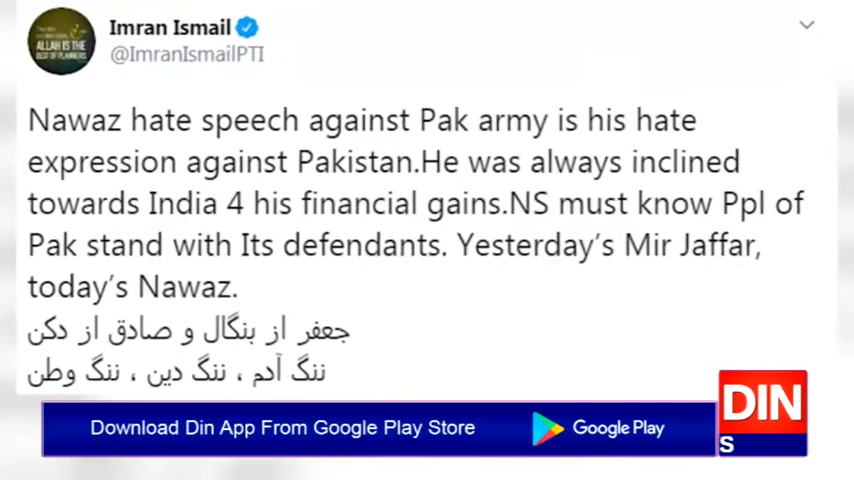 Imran Ismail
@ImranIsmailPTI
Nawaz hate speech against Pak army is his hate
expression against Pakistan.He was always inclined
towards India 4 his financial gains.NS must know Ppl of
Pak stand with Its defendants. Yesterday's Mir Jaffar,
today's Nawaz.
جعفر از بنگال و صادق از دکن
ننگ آدم ، ننگ دین ، ننگ وطن
Download Din App From Google Play Store
Google Play
DIN
S